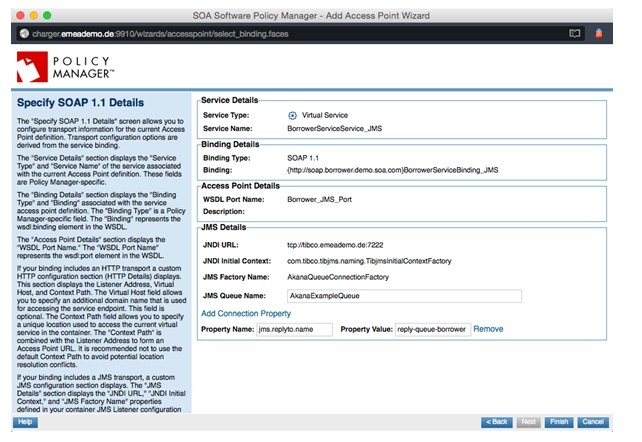 SOA Software Policy Manager - Add Access Point Wizard
charger.emeademo.de:9910/wizards/accesspoint/select_binding.faces
POLICY
MANAGER™
Specify SOAP 1.1 Details
The "Specify SOAP 1.1 Details" screen allows you to
configure transport information for the current Access
Point definition. Transport configuration options are
derived from the service binding.
The "Service Details" section displays the "Service
Type" and "Service Name" of the service associated
with the current Access Point definition. These fields
are Policy Manager-specific.
The "Binding Details" section displays the "Binding
Type" and "Binding" associated with the service
access point definition. The "Binding Type" is a Policy
Manager-specific field. The "Binding" represents the
wsdl:binding element in the WSDL.
The "Access Point Details" section displays the
"WSDL Port Name." The "WSDL Port Name"
represents the wsdl:port element in the WSDL.
If your binding includes an HTTP transport a custom
HTTP configuration section (HTTP Details) displays.
This section displays the Listener Address, Virtual
Host, and Context Path. The Virtual Host field allows
you to specify an additional domain name that is used
for accessing the service endpoint. This field is
optional. The Context Path field allows you to specify
a unique location used to access the current virtual
service in the container. The "Context Path" is
combined with the Listener Address to form an
Access Point URL. It is recommended not to use the
default Context Path to avoid potential location
resolution conflicts.
If your binding includes a JMS transport, a custom
JMS configuration section displays. The "JMS
Details" section displays the "JNDI URL," "JNDI Initial
Context," and "JMS Factory Name" properties
defined in your container JMS Listener configuration
Service Details
Service Type: Virtual Service
Service Name: BorrowerServiceService_JMS
Binding Details
Binding Type: SOAP 1.1
Binding: {http://soap.borrower.demo.soa.com}BorrowerServiceBinding_JMS
Access Point Details
WSDL Port Name: Borrower_JMS_Port
Description:
JMS Details
JNDI URL: tcp://tibco.emeademo.de:7222
JNDI Initial Context: com.tibco.tibjms.naming.TibjmsInitialContextFactory
JMS Factory Name: AkanaQueueConnectionFactory
JMS Queue Name: AkanaExampleQueue
Add Connection Property
Property Name: jms.replyto.name Property Value: reply-queue-borrower Remove
Help < Back Next Finish Cancel